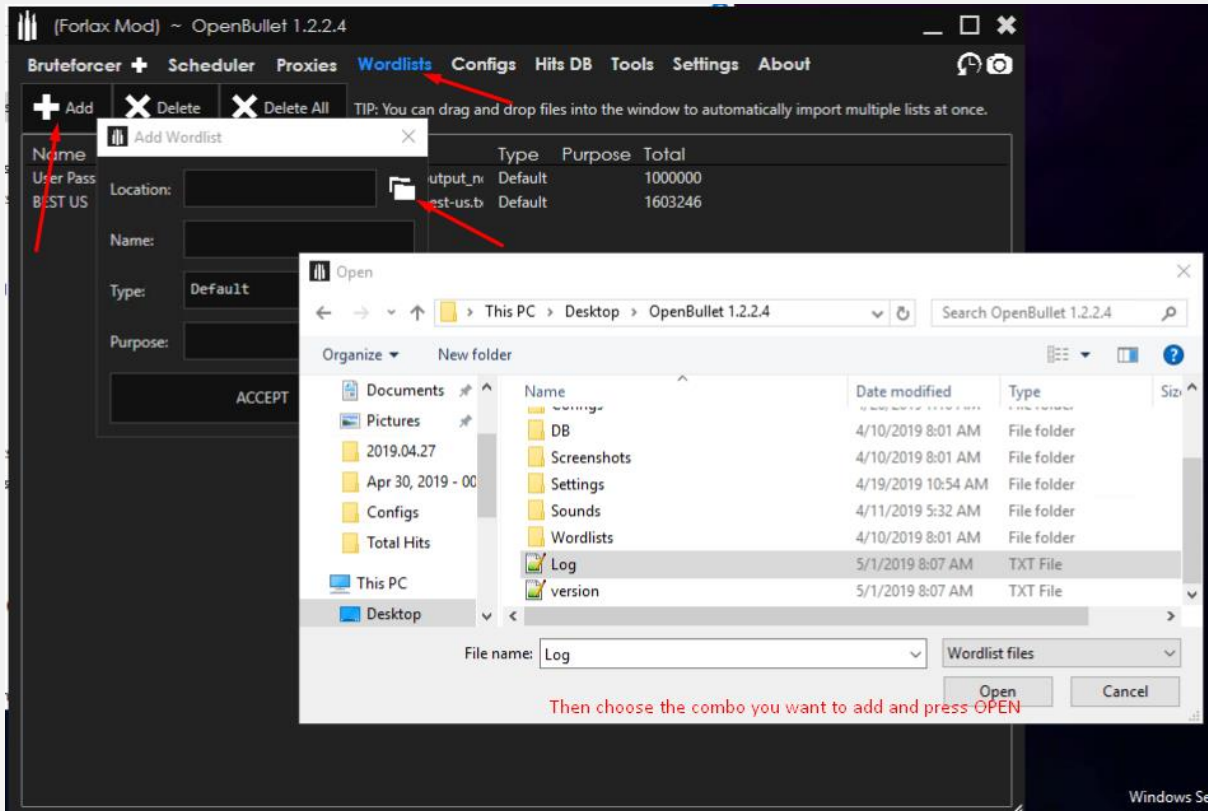 (Forlax Mod) ~ OpenBullet 1.2.2.4
Bruteforcer Scheduler Proxies Wordlists Configs Hits DB Tools Settings About
Add Delete Delete All TIP: You can drag and drop files into the window to automatically import multiple lists at once.
Add Wordlist
Name Type Purpose Total
User Pass Default 1000000
BEST US est-us.tx Default 1603246
Location:
Name:
Type: Default
Purpose:
ACCEPT
Open
This PC > Desktop > OpenBullet 1.2.2.4 Search OpenBullet 1.2.2.4
Organize New folder
Name Date modified Type
Documents
Pictures
2019.04.27
Apr 30, 2019 - 00
Configs
Total Hits
This PC
Desktop
DB 4/10/2019 8:01 AM File folder
Screenshots 4/10/2019 8:01 AM File folder
Settings 4/19/2019 10:54 AM File folder
Sounds 4/11/2019 5:32 AM File folder
Wordlists 4/10/2019 8:01 AM File folder
Log 5/1/2019 8:07 AM TXT File
version 5/1/2019 8:07 AM TXT File
File name: Log Wordlist files
Open Cancel
Then choose the combo you want to add and press OPEN
Windows Se